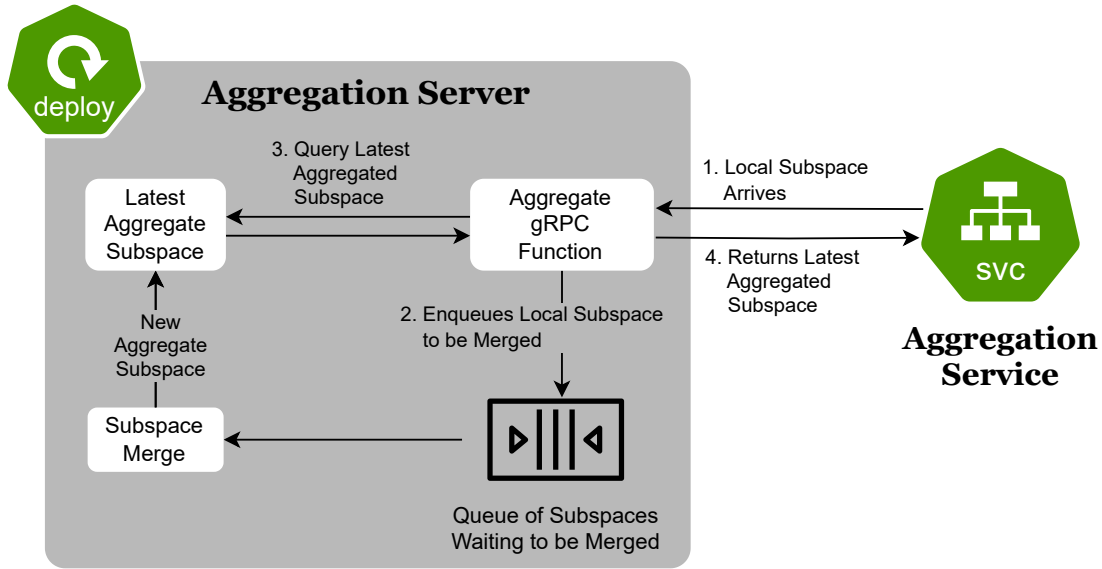 deploy
Aggregation Server
3. Query Latest
Aggregated
Subspace
1. Local Subspace
Arrives
Latest
Aggregate
Subspace
Aggregate
gRPC
Function
svc
4. Returns Latest
Aggregated
Subspace
2. Enqueues Local Subspace
to be Merged
New
Aggregate
Subspace
Aggregation
Service
Subspace
Merge
Queue of Subspaces
Waiting to be Merged